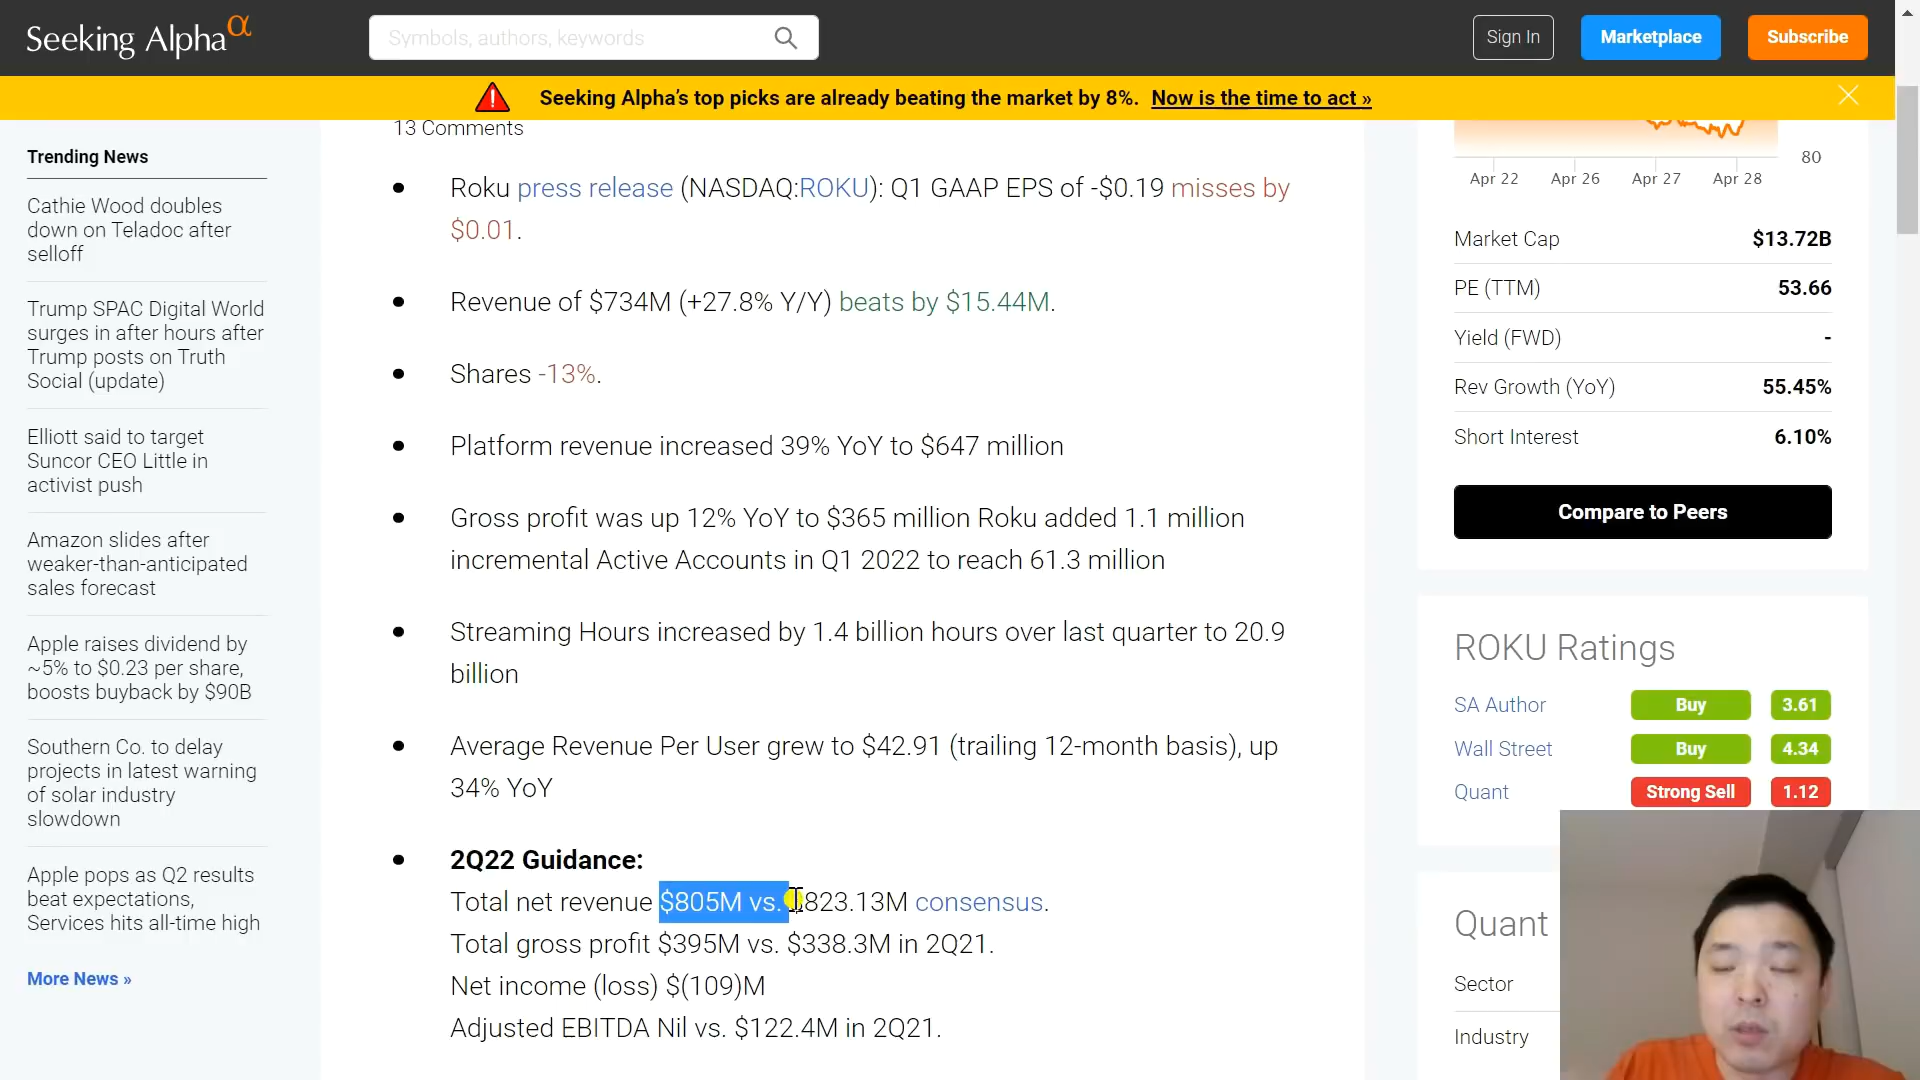 Seeking Alpha α
Symbols, authors, keywords
Sign In
Marketplace
Subscribe
Seeking Alpha's top picks are already beating the market by 8%. Now is the time to act »
Trending News
Cathie Wood doubles
down on Teladoc after
selloff
Trump SPAC Digital World
surges in after hours after
Trump posts on Truth
Social (update)
Elliott said to target
Suncor CEO Little in
activist push
Amazon slides after
weaker-than-anticipated
sales forecast
Apple raises dividend by
~5% to $0.23 per share,
boosts buyback by $90B
Southern Co. to delay
projects in latest warning
of solar industry
slowdown
Apple pops as Q2 results
beat expectations,
Services hits all-time high
More News »
13 Comments
Roku press release (NASDAQ:ROKU): Q1 GAAP EPS of -$0.19 misses by
$0.01.
Revenue of $734M (+27.8% Y/Y) beats by $15.44M.
Shares -13%.
Platform revenue increased 39% YoY to $647 million
Gross profit was up 12% YoY to $365 million Roku added 1.1 million
incremental Active Accounts in Q1 2022 to reach 61.3 million
Streaming Hours increased by 1.4 billion hours over last quarter to 20.9
billion
Average Revenue Per User grew to $42.91 (trailing 12-month basis), up
34% YoY
2Q22 Guidance:
Total net revenue $805M vs. $823.13M consensus.
Total gross profit $395M vs. $338.3M in 2Q21.
Net income (loss) $(109)M
Adjusted EBITDA Nil vs. $122.4M in 2Q21.
80
Apr 22 Apr 26 Apr 27 Apr 28
Market Cap $13.72B
PE (TTM) 53.66
Yield (FWD) -
Rev Growth (YoY) 55.45%
Short Interest 6.10%
Compare to Peers
ROKU Ratings
SA Author Buy 3.61
Wall Street Buy 4.34
Quant Strong Sell 1.12
Quant
Sector
Industry